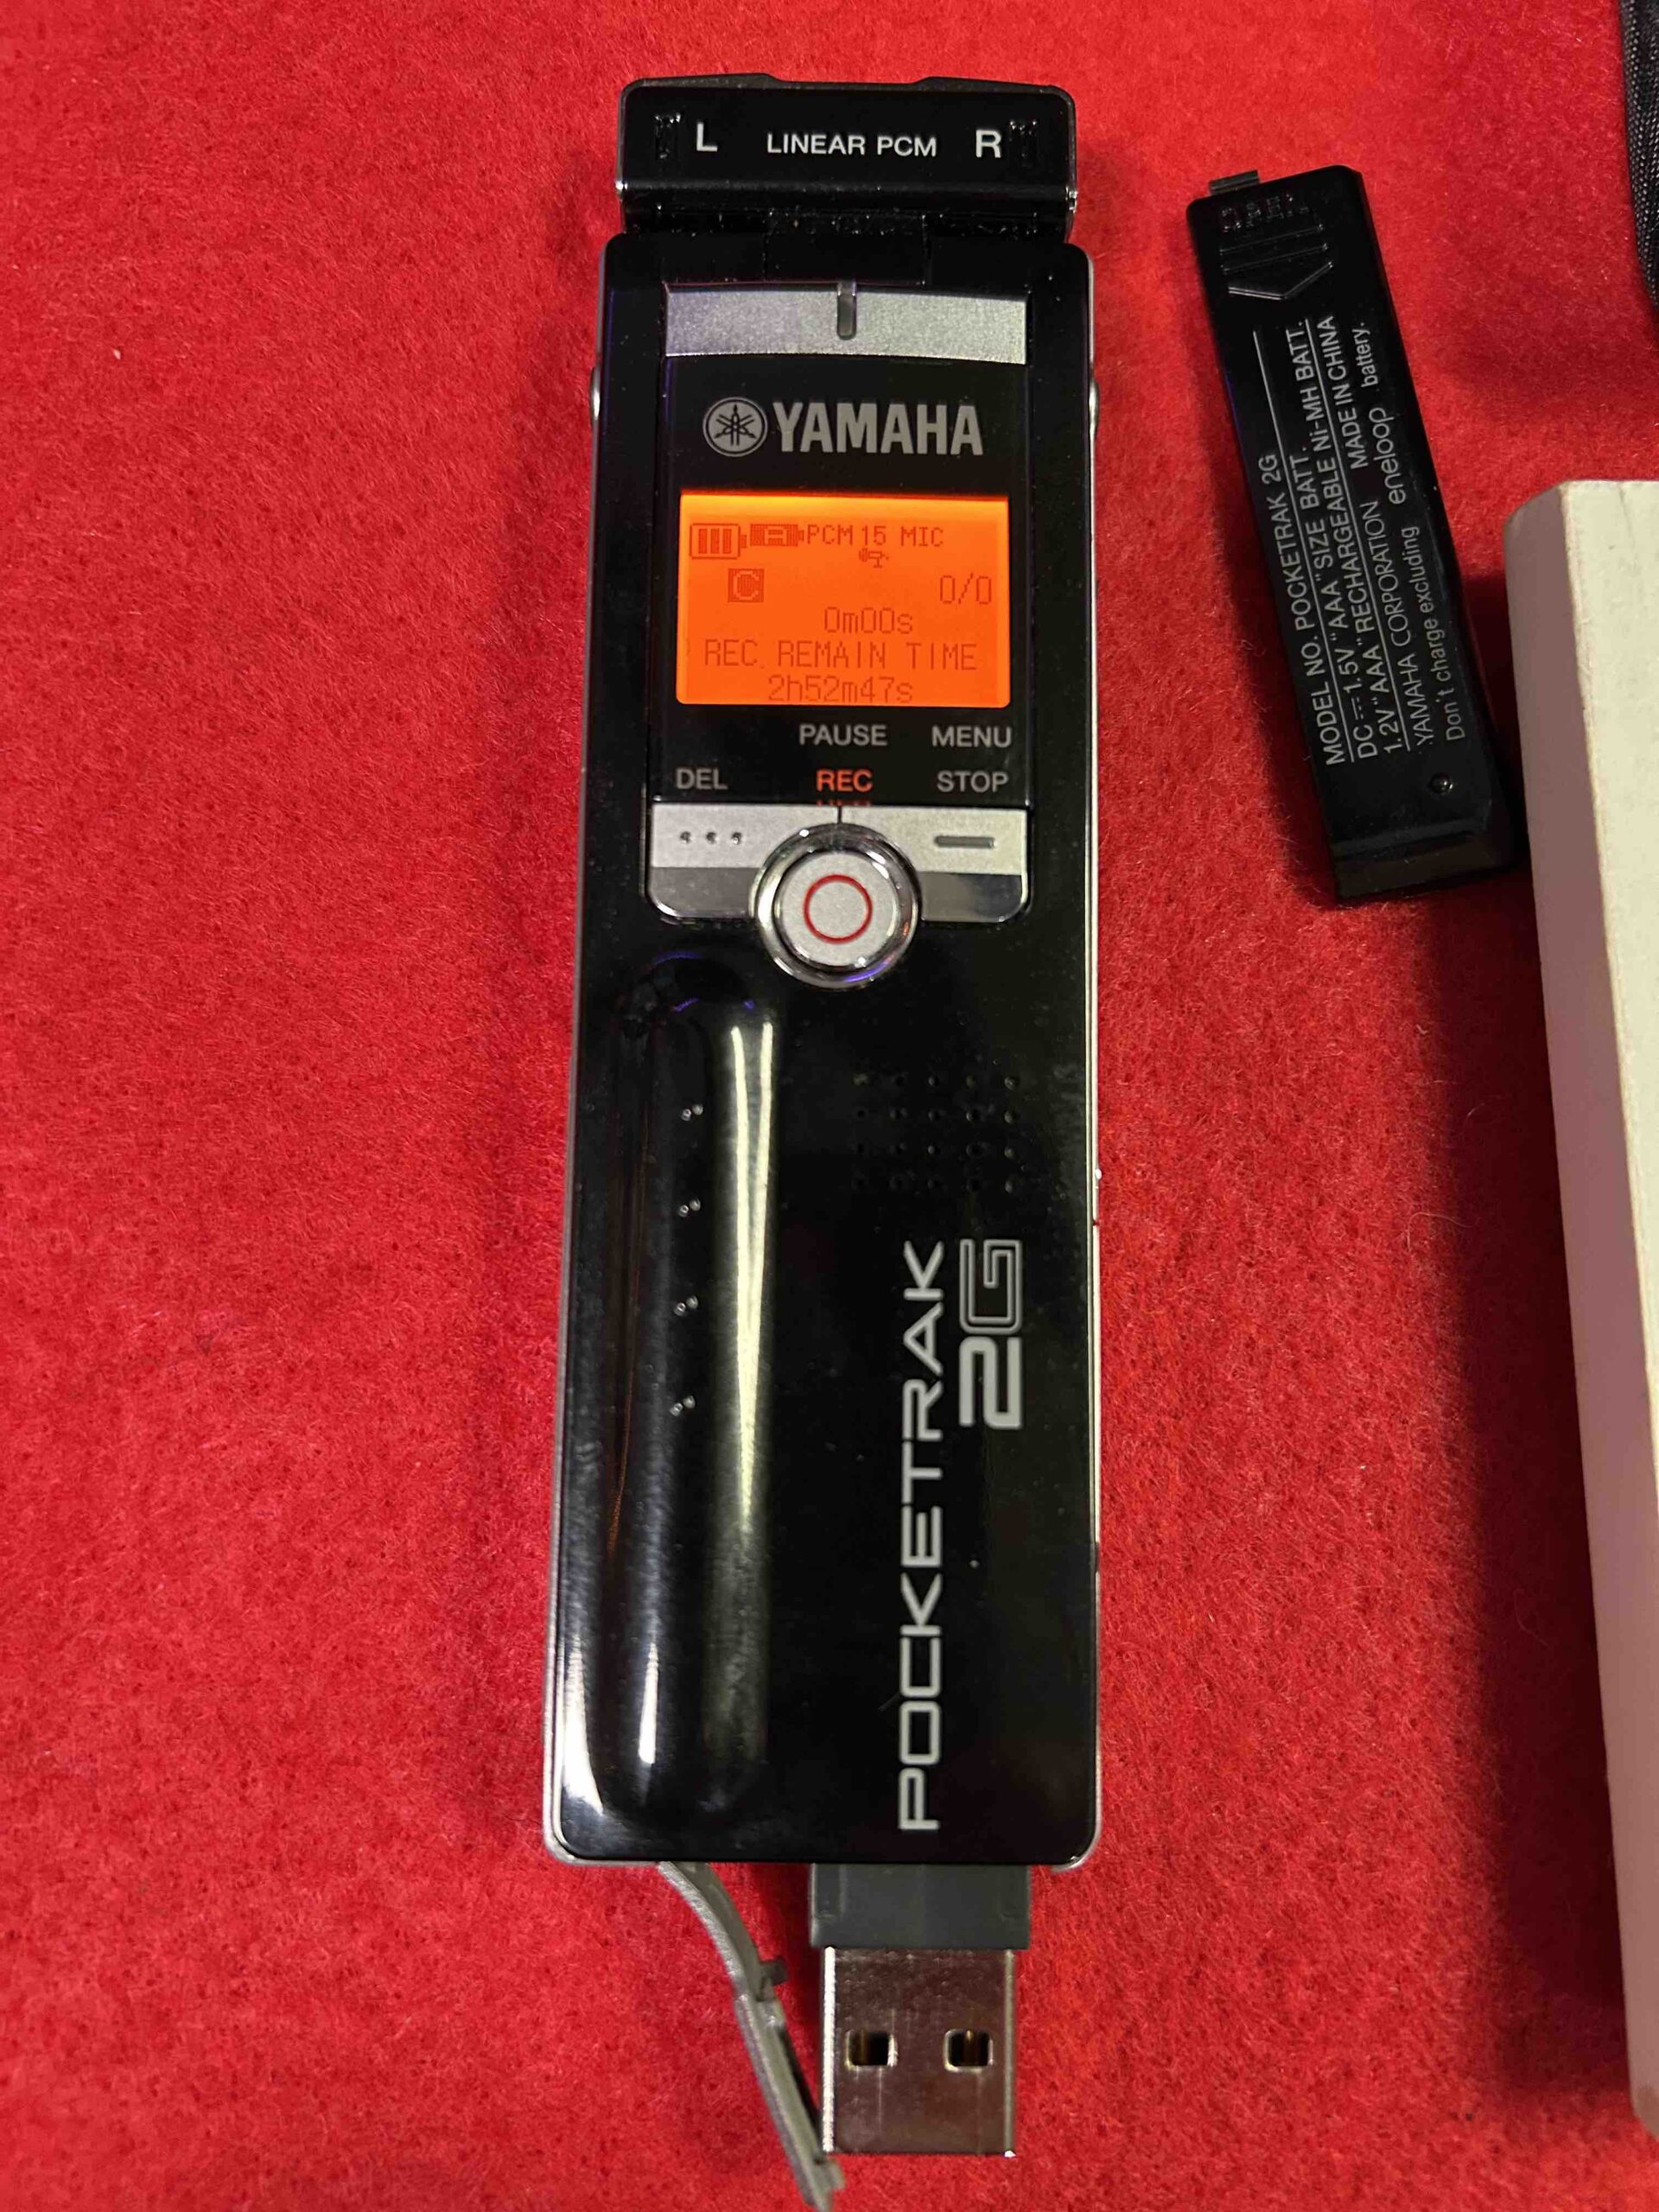 L LINEAR PCM R
YAMAHA
PCM 15 MIC
C 0/0
0m00s
REC REMAIN TIME
2h52m47s
PAUSE MENU
DEL REC STOP
POCKETRAK
2G
MODEL NO. POCKETRAK 2G
DC ⎓ 1.5V "AAA" SIZE BATT.
1.2V "AAA" RECHARGEABLE Ni-MH BATT.
YAMAHA CORPORATION MADE IN CHINA
Don't charge excluding eneloop battery.